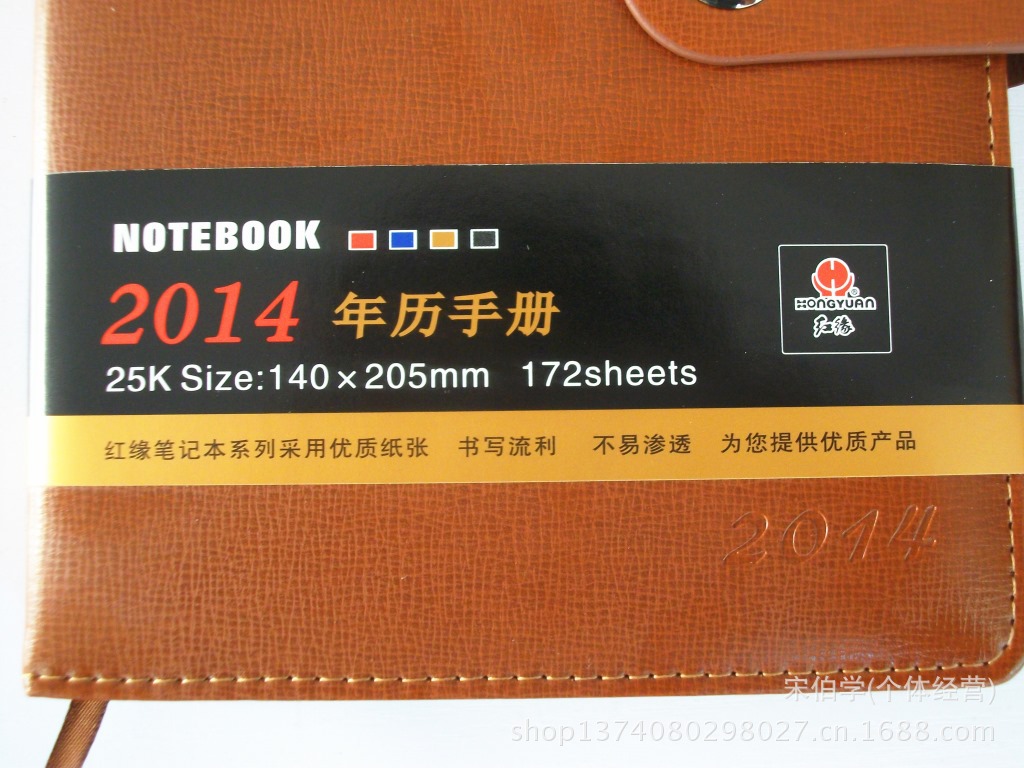 NOTEBOOK
2014 年历手册
HONGYUAN
红缘
25K Size:140×205mm 172sheets
红缘笔记本系列采用优质纸张 书写流利 不易渗透 为您提供优质产品
2014
宋伯学(个体经营)
shop1374080298027.cn.1688.com